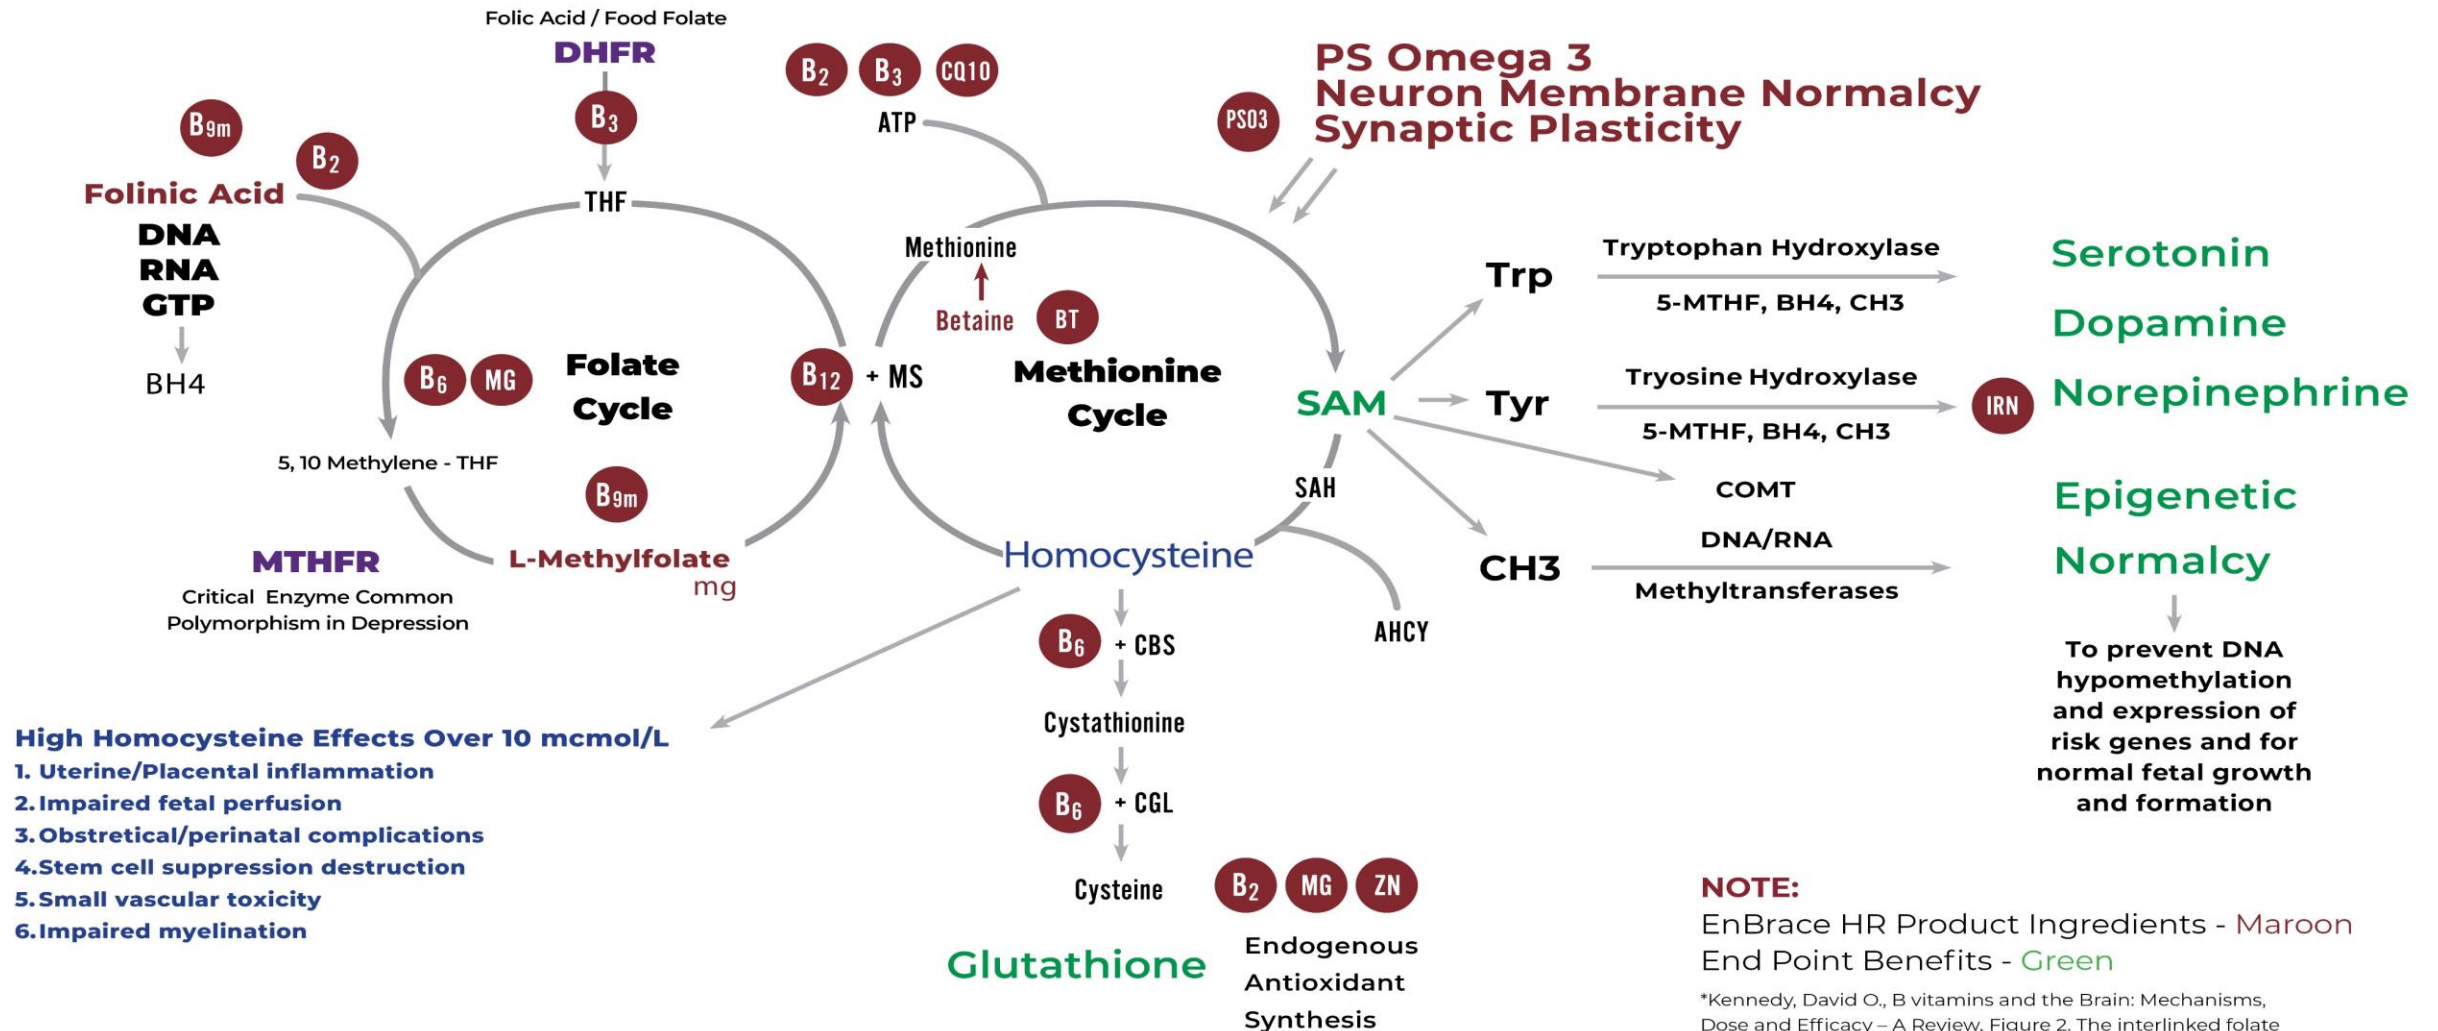 Folic Acid / Food Folate
DHFR
B3
THF
B9m
B2
Folinic Acid
DNA
RNA
GTP
BH4
B6 MG
Folate
Cycle
5, 10 Methylene - THF
B9m
MTHFR
Critical Enzyme Common
Polymorphism in Depression
L-Methylfolate
mg
B2 B3 CQ10
ATP
Methionine
Betaine BT
B12 + MS
Methionine
Cycle
PS03
PS Omega 3
Neuron Membrane Normalcy
Synaptic Plasticity
SAM
SAH
Homocysteine
AHCY
Trp
Tryptophan Hydroxylase
5-MTHF, BH4, CH3
Tyr
Tryosine Hydroxylase
5-MTHF, BH4, CH3
IRN
Serotonin
Dopamine
Norepinephrine
COMT
CH3
DNA/RNA
Methyltransferases
Epigenetic
Normalcy
To prevent DNA
hypomethylation
and expression of
risk genes and for
normal fetal growth
and formation
B6 + CBS
Cystathionine
B6 + CGL
Cysteine
B2 MG ZN
Glutathione
Endogenous
Antioxidant
Synthesis
High Homocysteine Effects Over 10 mcmol/L
1. Uterine/Placental inflammation
2. Impaired fetal perfusion
3. Obstretical/perinatal complications
4. Stem cell suppression destruction
5. Small vascular toxicity
6. Impaired myelination
NOTE:
EnBrace HR Product Ingredients - Maroon
End Point Benefits - Green
*Kennedy, David O., B vitamins and the Brain: Mechanisms,
Dose and Efficacy – A Review, Figure 2. The interlinked folate